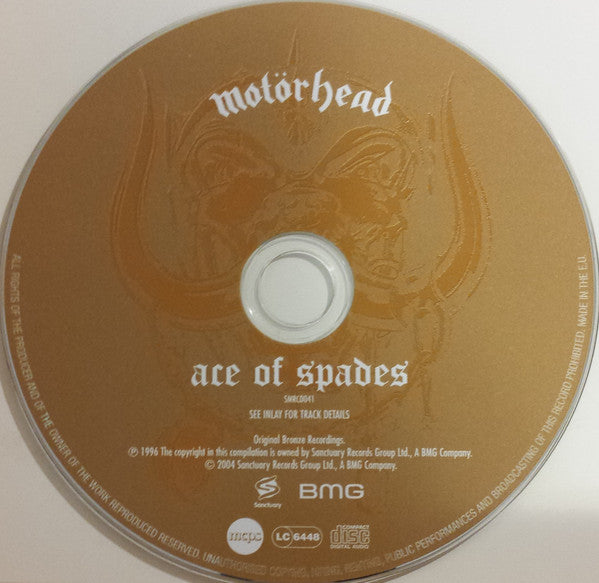 motörhead
ace of spades
SMRCD041
SEE INLAY FOR TRACK DETAILS
Original Bronze Recordings.
℗ 1996 The copyright in this compilation is owned by Sanctuary Records Group Ltd., A BMG Company.
© 2004 Sanctuary Records Group Ltd., A BMG Company.
Sanctuary BMG
mcps LC 6448 COMPACT disc DIGITAL AUDIO
ALL RIGHTS OF THE PRODUCER AND OF THE OWNER OF THE WORK REPRODUCED RESERVED. UNAUTHORISED COPYING, HIRING, RENTING, PUBLIC PERFORMANCES AND BROADCASTING OF THIS RECORD PROHIBITED. MADE IN THE E.U.